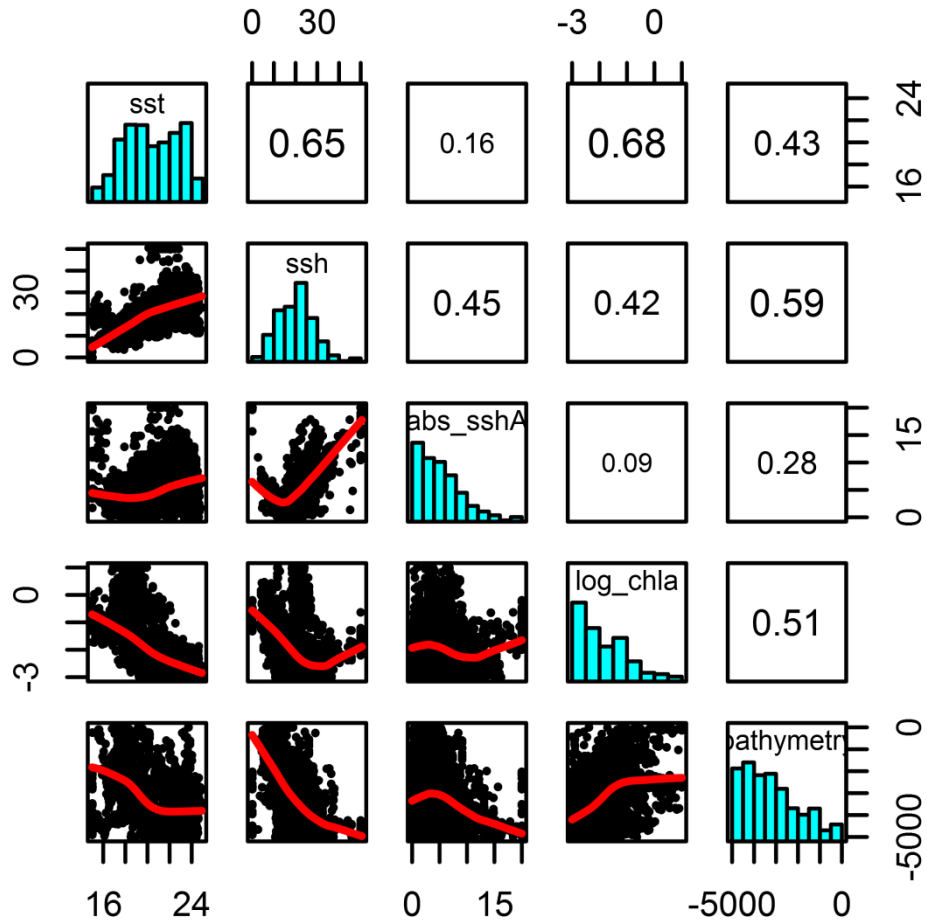 0 30 -3 0
sst 0.65 0.16 0.68 0.43 24 16
30 0 ssh 0.45 0.42 0.59
abs_sshA 0.09 0.28 15 0
0 -3 log_chla 0.51
bathymetry 0 -5000
16 24 0 15 -5000 0